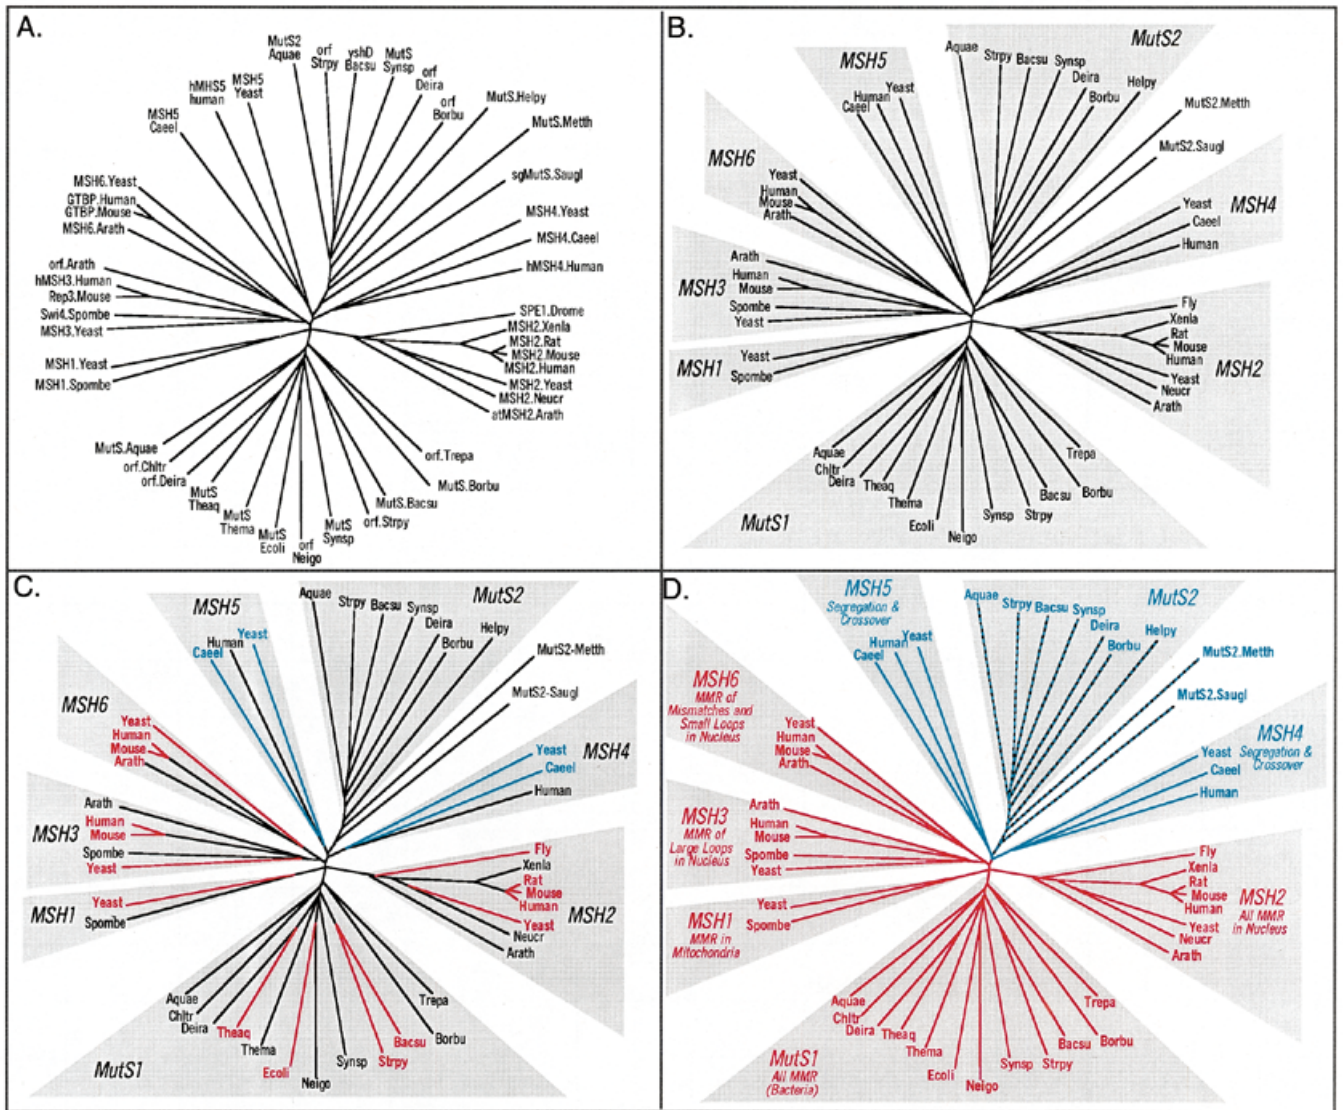 A.
MutS2
Aquae
orf
Strpy
yshD
Bacsu
MutS
Synsp
orf
Deira
orf
Borbu
MutS.Helpy
MutS.Metth
sgMutS.Saugl
MSH4.Yeast
MSH4.Caeel
hMSH4.Human
SPE1.Drome
MSH2.Xenla
MSH2.Rat
MSH2.Mouse
MSH2.Human
MSH2.Yeast
MSH2.Neucr
atMSH2.Arath
orf.Trepa
MutS.Borbu
MutS.Bacsu
orf.Strpy
MutS
Synsp
orf
Neigo
MutS
Ecoli
MutS
Thema
MutS
Theaq
orf.Deira
orf.Chltr
MutS.Aquae
MSH1.Spombe
MSH1.Yeast
MSH3.Yeast
Swi4.Spombe
Rep3.Mouse
hMSH3.Human
orf.Arath
MSH6.Arath
GTBP.Mouse
GTBP.Human
MSH6.Yeast
MSH5
Caeel
hMHS5
human
MSH5
Yeast
B.
MutS2
Aquae
Strpy
Bacsu
Synsp
Deira
Borbu
Helpy
MutS2.Metth
MutS2.Saugl
MSH4
Yeast
Caeel
Human
MSH2
Fly
Xenla
Rat
Mouse
Human
Yeast
Neucr
Arath
MutS1
Trepa
Borbu
Bacsu
Strpy
Synsp
Neigo
Ecoli
Thema
Theaq
Deira
Chltr
Aquae
MSH1
Yeast
Spombe
MSH3
Arath
Human
Mouse
Spombe
Yeast
MSH6
Yeast
Human
Mouse
Arath
MSH5
Yeast
Human
Caeel
C.
MutS2
Aquae
Strpy
Bacsu
Synsp
Deira
Borbu
Helpy
MutS2-Metth
MutS2-Saugl
MSH4
Yeast
Caeel
Human
MSH2
Fly
Xenla
Rat
Mouse
Human
Yeast
Neucr
Arath
MutS1
Trepa
Borbu
Bacsu
Strpy
Synsp
Neigo
Ecoli
Thema
Theaq
Deira
Chltr
Aquae
MSH1
Yeast
Spombe
MSH3
Arath
Human
Mouse
Spombe
Yeast
MSH6
Yeast
Human
Mouse
Arath
MSH5
Yeast
Human
Caeel
D.
MutS2
Aquae
Strpy
Bacsu
Synsp
Deira
Borbu
Helpy
MutS2.Metth
MutS2.Saugl
MSH4
Segregation &
Crossover
Yeast
Caeel
Human
MSH2
All MMR
in Nucleus
Fly
Xenla
Rat
Mouse
Human
Yeast
Neucr
Arath
MutS1
All MMR
(Bacteria)
Trepa
Borbu
Bacsu
Strpy
Synsp
Neigo
Ecoli
Thema
Theaq
Deira
Chltr
Aquae
MSH1
MMR in
Mitochondria
Yeast
Spombe
MSH3
MMR of
Large Loops
in Nucleus
Arath
Human
Mouse
Spombe
Yeast
MSH6
MMR of
Mismatches and
Small Loops
in Nucleus
Yeast
Human
Mouse
Arath
MSH5
Segregation &
Crossover
Yeast
Human
Caeel